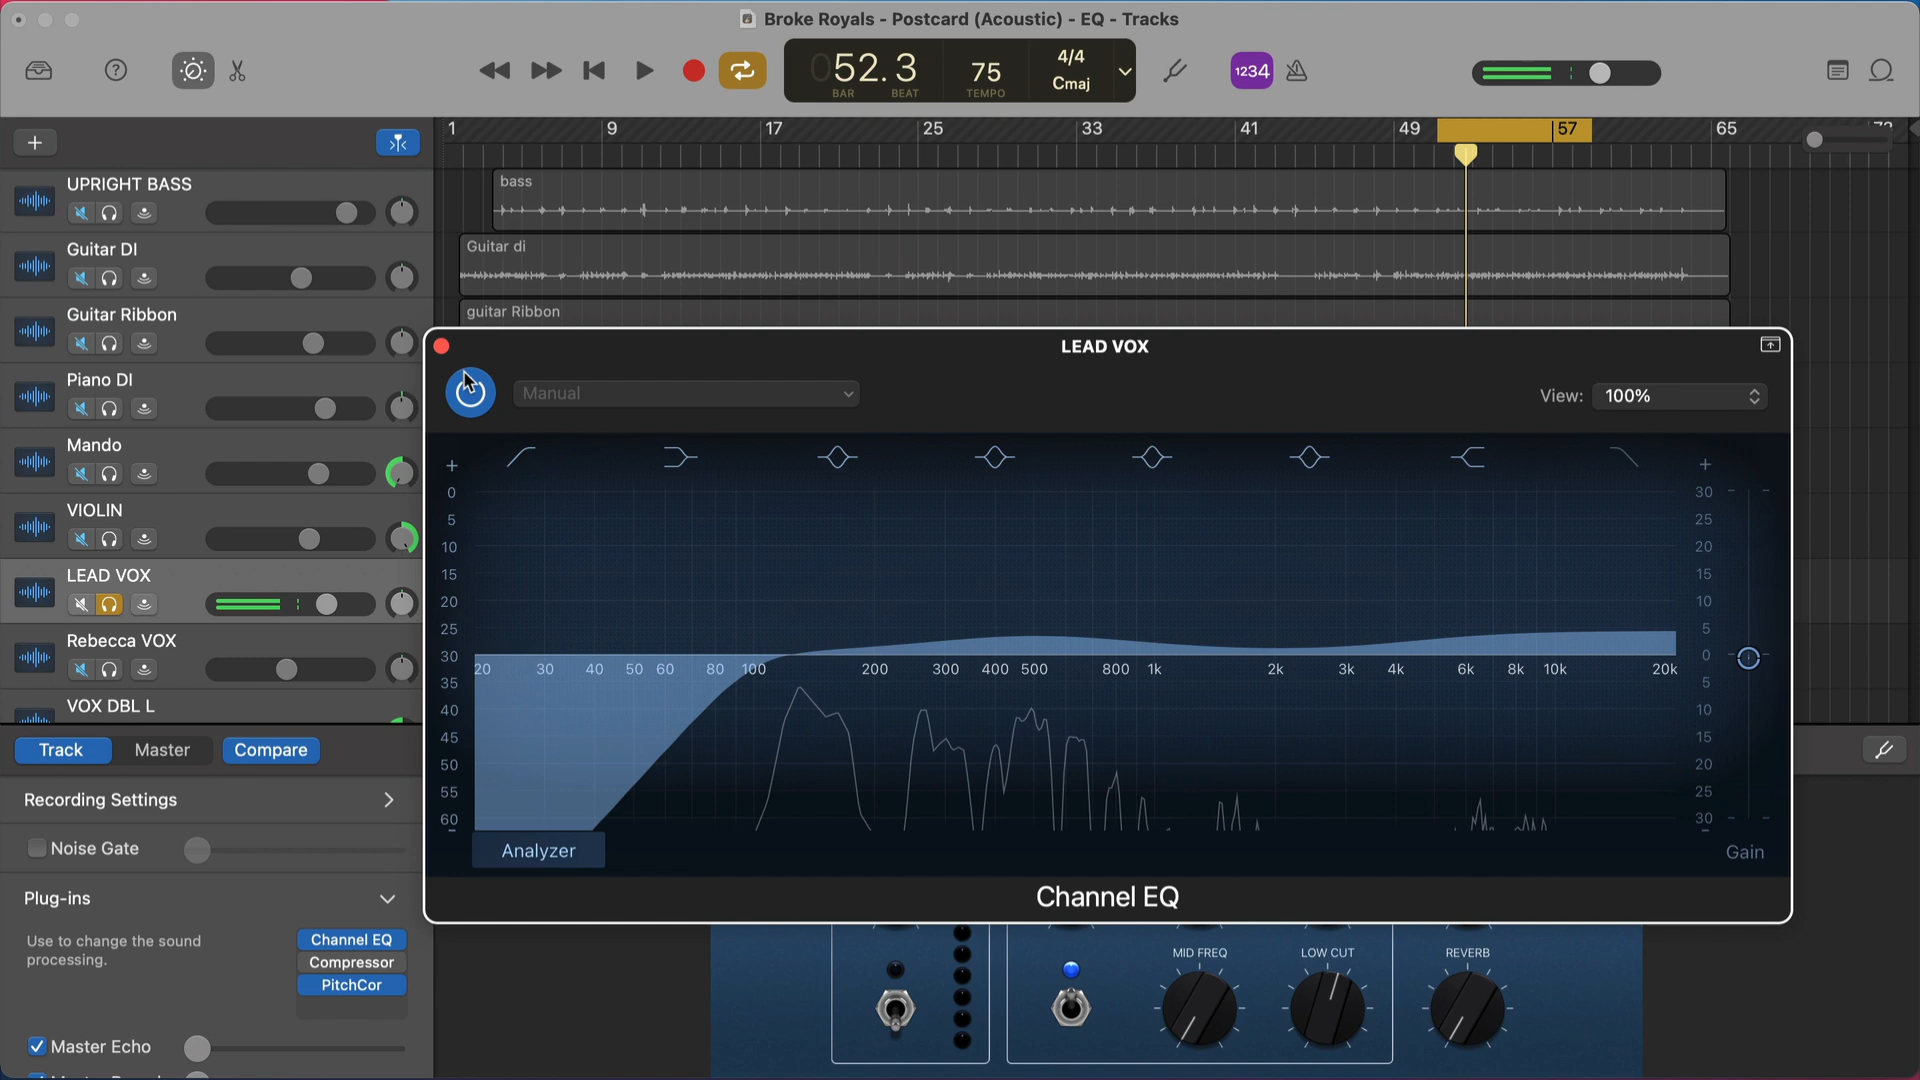 Broke Royals - Postcard (Acoustic) - EQ - Tracks
052.3
BAR BEAT
75
TEMPO
4/4
Cmaj
1234
1 9 17 25 33 41 49 57 65
UPRIGHT BASS
bass
Guitar DI
Guitar di
Guitar Ribbon
guitar Ribbon
Piano DI
Mando
VIOLIN
LEAD VOX
Rebecca VOX
VOX DBL L
LEAD VOX
Manual
View: 100%
+ 0 5 10 15 20 25 30 35 40 45 50 55 60 -
20 30 40 50 60 80 100 200 300 400 500 800 1k 2k 3k 4k 6k 8k 10k 20k
+ 30 25 20 15 10 5 0 5 10 15 20 25 30 -
Analyzer
Gain
Channel EQ
Track Master Compare
Recording Settings
Noise Gate
Plug-ins
Use to change the sound
processing.
Channel EQ
Compressor
PitchCor
Master Echo
MID FREQ
LOW CUT
REVERB